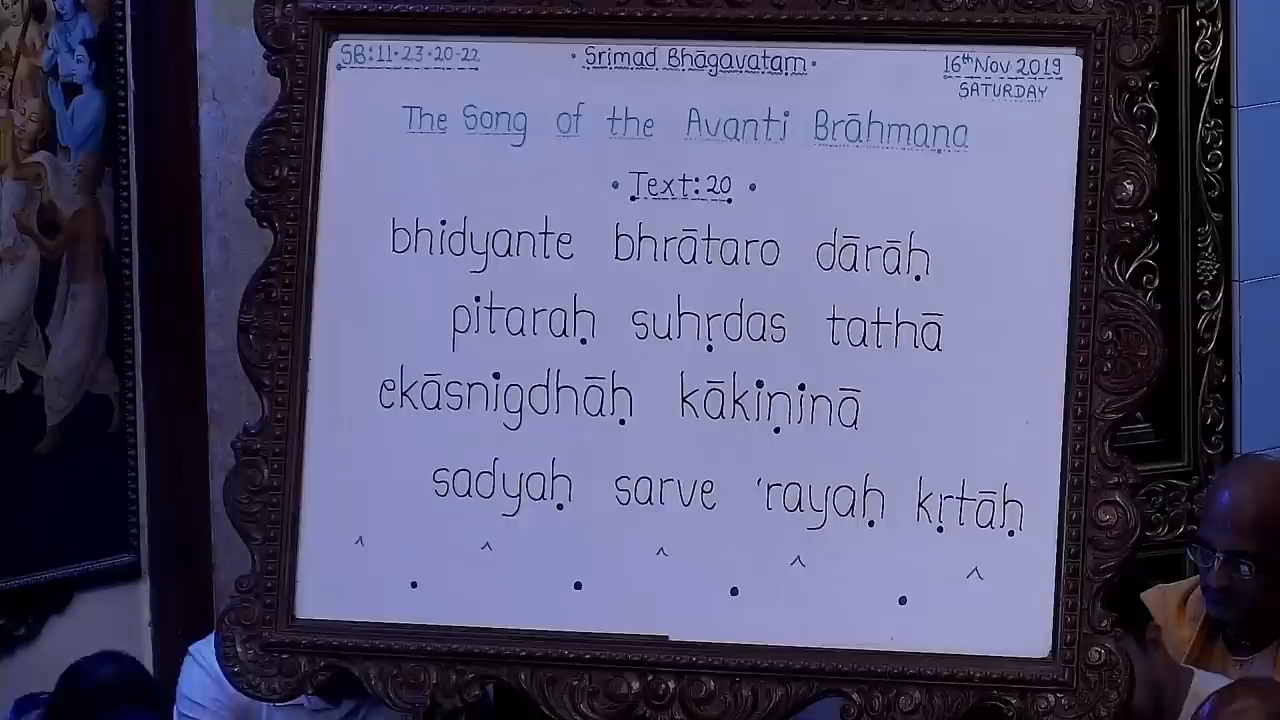 SB:11·23·20-22
• Srimad Bhāgavatam •
16th Nov 2019
SATURDAY
The Song of the Avanti Brāhmaṇa
• Text:20 •
bhidyante bhrātaro dārāḥ
pitaraḥ suhṛdas tathā
ekāsnigdhāḥ kākiṇinā
sadyaḥ sarve 'rayaḥ kṛtāḥ